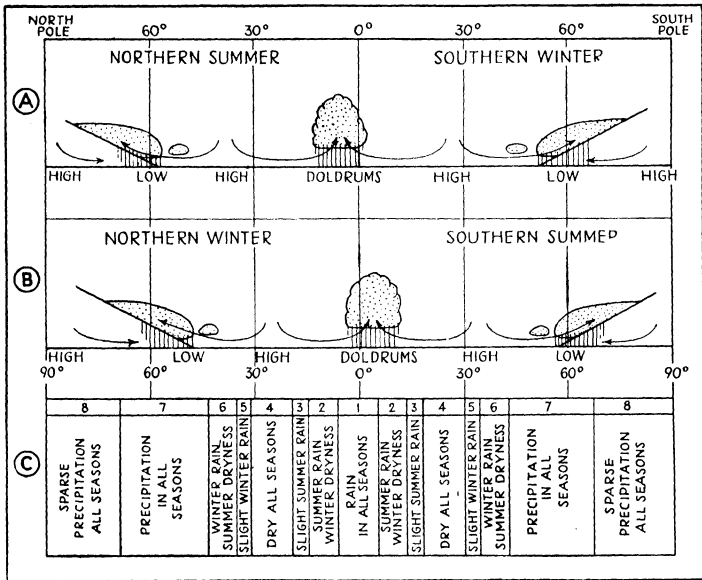 NORTH POLE 60° 30° 0° 30° 60° SOUTH POLE
NORTHERN SUMMER SOUTHERN WINTER
A
HIGH LOW HIGH DOLDRUMS HIGH LOW HIGH
NORTHERN WINTER SOUTHERN SUMMER
B
HIGH LOW HIGH DOLDRUMS HIGH LOW
90° 60° 30° 0° 30° 60° 90°
8 7 6 5 4 3 2 1 2 3 4 5 6 7 8
C
SPARSE
PRECIPITATION
ALL SEASONS
PRECIPITATION
IN ALL
SEASONS
WINTER RAIN
SUMMER DRYNESS
SLIGHT WINTER RAIN
DRY ALL SEASONS
SLIGHT SUMMER RAIN
SUMMER RAIN
WINTER DRYNESS
RAIN
IN ALL SEASONS
SUMMER RAIN
WINTER DRYNESS
SLIGHT SUMMER RAIN
DRY ALL SEASONS
SLIGHT WINTER RAIN
WINTER RAIN
SUMMER DRYNESS
PRECIPITATION
IN ALL
SEASONS
SPARSE
PRECIPITATION
ALL SEASONS